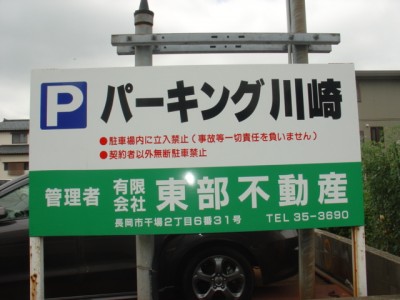 P パーキング川崎
●駐車場内に立入禁止(事故等一切責任を負いません)
●契約者以外無断駐車禁止
管理者 有限会社 東部不動産
長岡市干場2丁目6番31号 TEL 35-3690